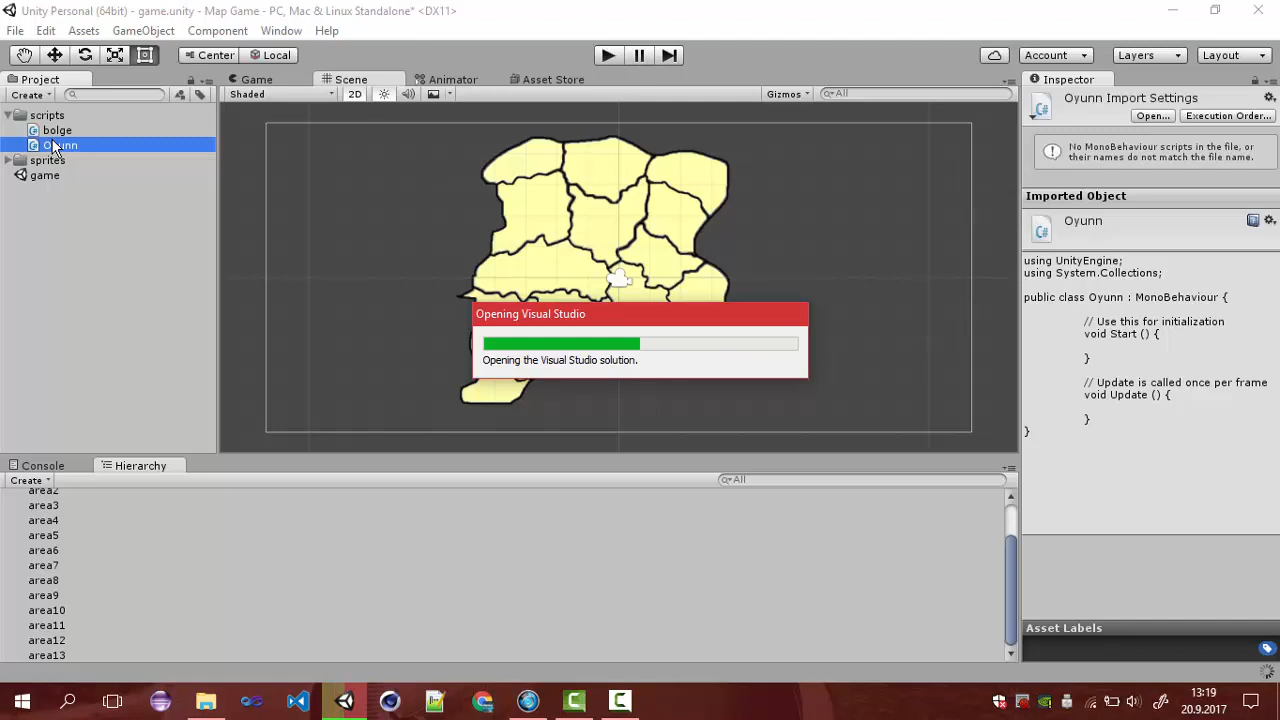 Unity Personal (64bit) - game.unity - Map Game - PC, Mac & Linux Standalone* <DX11>
File Edit Assets GameObject Component Window Help
Center Local Account Layers Layout
Project Game Scene Animator Asset Store Inspector
Create Shaded 2D Gizmos All
scripts
bolge
Oyunn
sprites
game
Oyunn Import Settings
Open... Execution Order...
No MonoBehaviour scripts in the file, or
their names do not match the file name.
Imported Object
Oyunn
using UnityEngine;
using System.Collections;
public class Oyunn : MonoBehaviour {
// Use this for initialization
void Start () {
}
// Update is called once per frame
void Update () {
}
}
Opening Visual Studio
Opening the Visual Studio solution.
Console Hierarchy
Create All
area2
area3
area4
area5
area6
area7
area8
area9
area10
area11
area12
area13
Asset Labels
13:19
20.9.2017